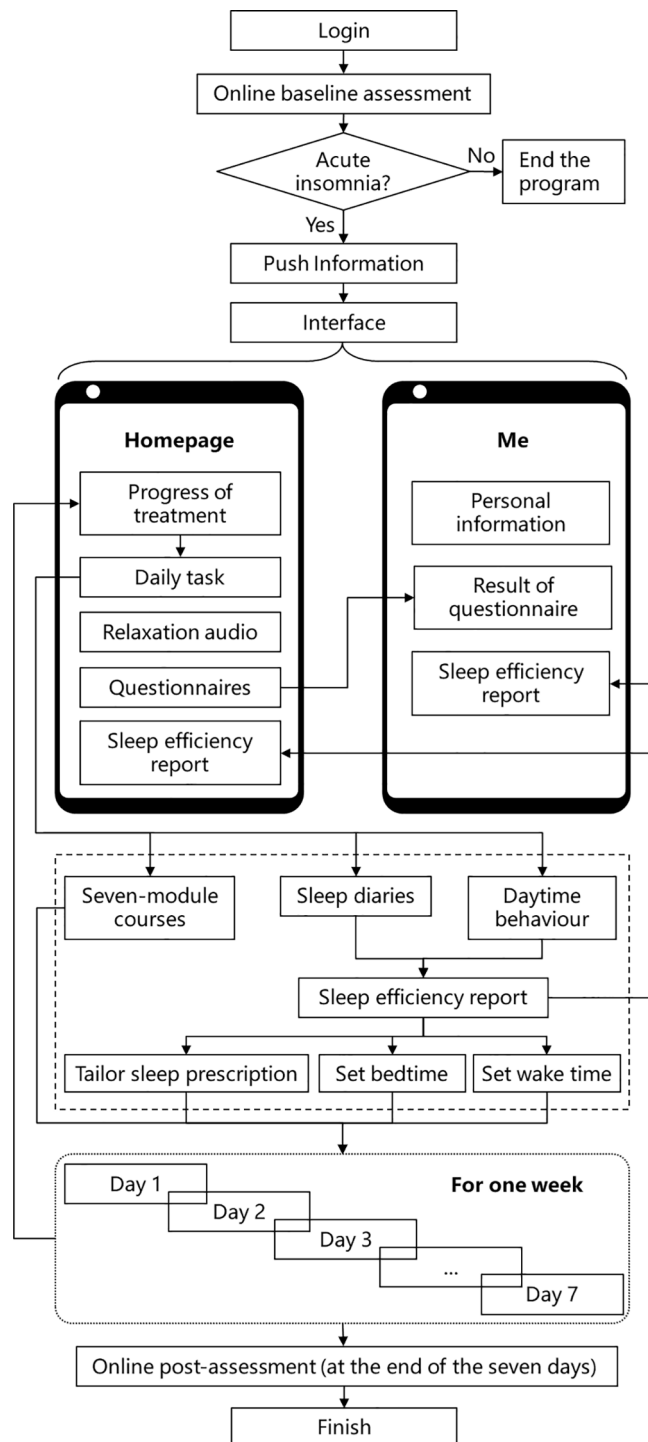 Login
Online baseline assessment
Acute
insomnia?
No
End the
program
Yes
Push Information
Interface
Homepage
Progress of
treatment
Daily task
Relaxation audio
Questionnaires
Sleep efficiency
report
Me
Personal
information
Result of
questionnaire
Sleep efficiency
report
Seven-module
courses
Sleep diaries
Daytime
behaviour
Sleep efficiency report
Tailor sleep prescription
Set bedtime
Set wake time
For one week
Day 1
Day 2
Day 3
...
Day 7
Online post-assessment (at the end of the seven days)
Finish